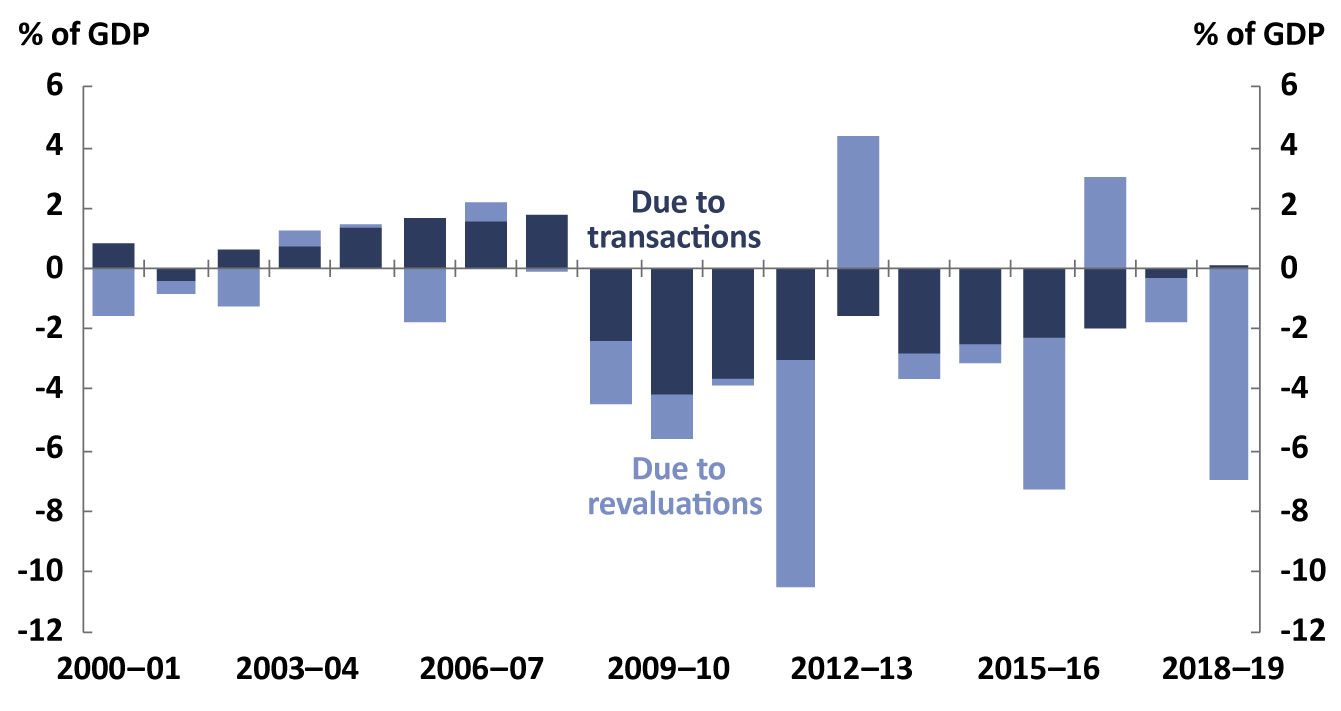 % of GDP % of GDP
6 6
4 4
2 2
Due to
transactions
0 0
-2 -2
-4 -4
-6 -6
Due to
revaluations
-8 -8
-10 -10
-12 -12
2000–01 2003–04 2006–07 2009–10 2012–13 2015–16 2018–19